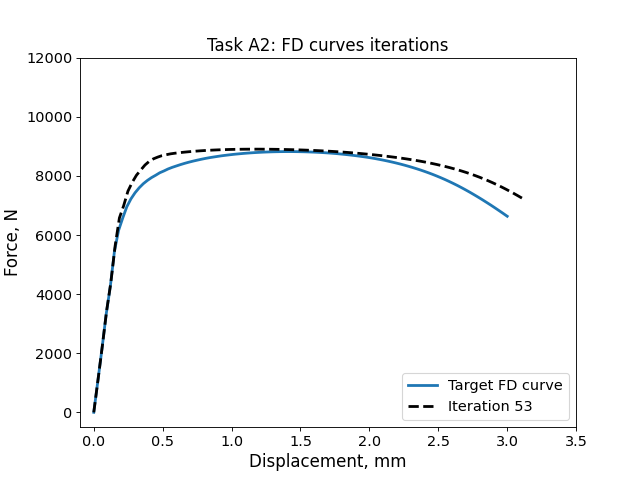 Task A2: FD curves iterations
12000
10000
8000
6000
4000
2000
0
Force, N
0.0 0.5 1.0 1.5 2.0 2.5 3.0 3.5
Displacement, mm
Target FD curve
Iteration 53